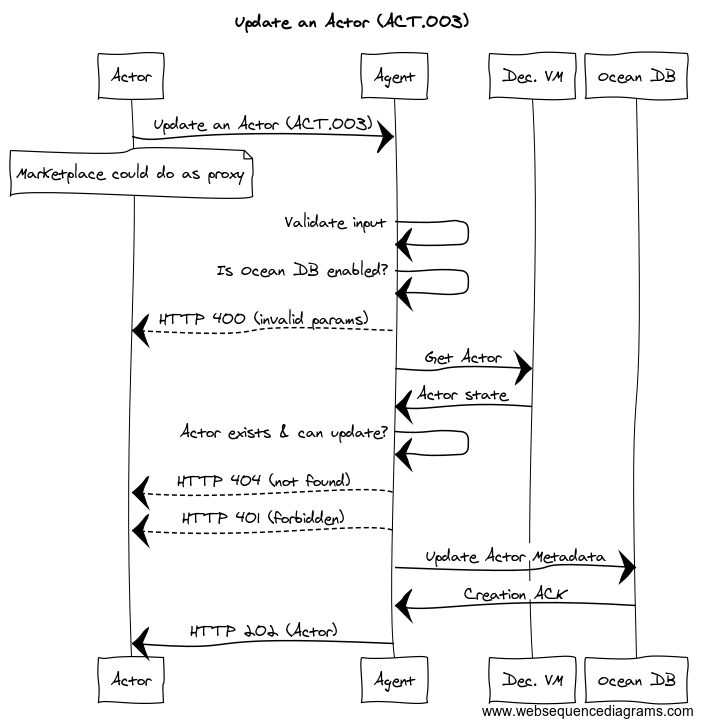 Update an Actor (ACT.003)
Actor Agent Dec. VM Ocean DB
Update an Actor (ACT.003)
Marketplace could do as proxy
Validate input
Is Ocean DB enabled?
HTTP 400 (invalid params)
Get Actor
Actor state
Actor exists & can update?
HTTP 404 (not found)
HTTP 401 (forbidden)
Update Actor Metadata
Creation ACK
HTTP 202 (Actor)
Actor Agent Dec. VM Ocean DB
www.websequencediagrams.com